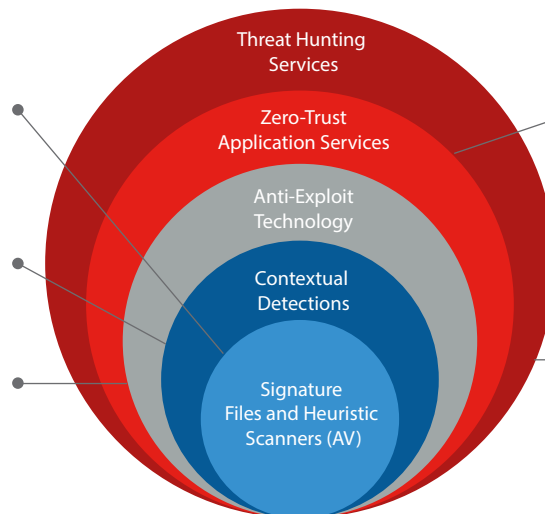 Threat Hunting
Services
Zero-Trust
Application Services
Anti-Exploit
Technology
Contextual
Detections
Signature
Files and Heuristic
Scanners (AV)